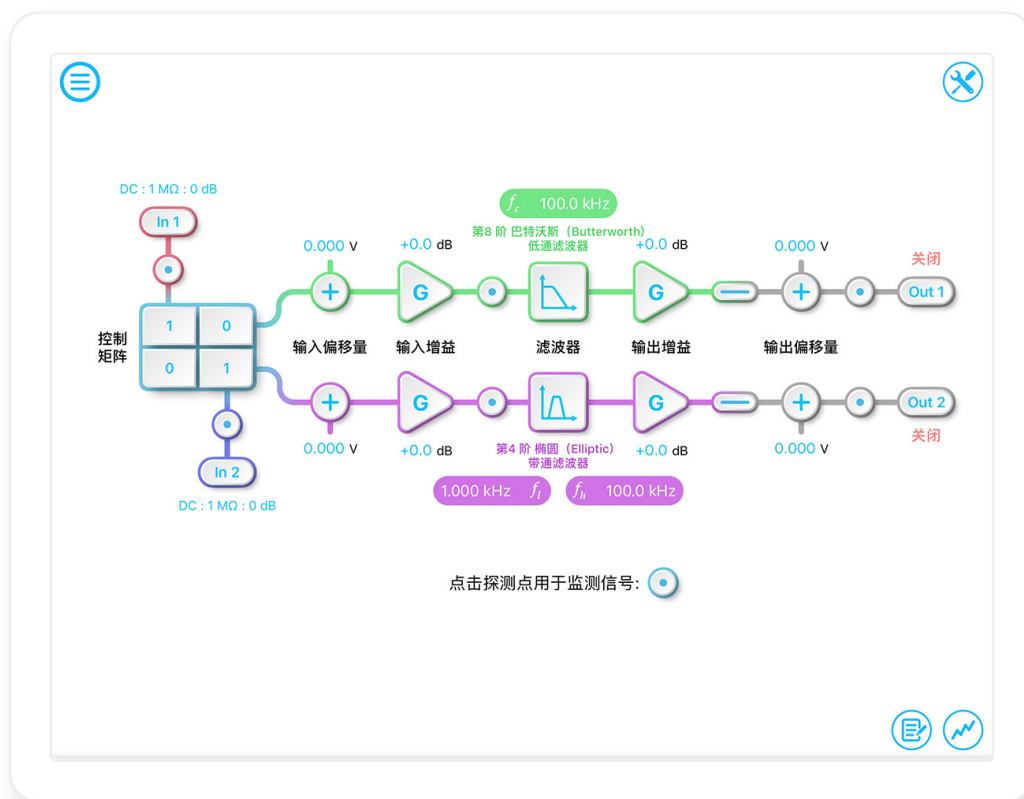 DC : 1 MΩ : 0 dB
In 1
fc 100.0 kHz
第8 阶 巴特沃斯（Butterworth）
低通滤波器
0.000 V
+0.0 dB
+0.0 dB
0.000 V
关闭
G
G
Out 1
控制
矩阵
1 0
0 1
输入偏移量
输入增益
滤波器
输出增益
输出偏移量
G
G
Out 2
0.000 V
+0.0 dB
第4 阶 椭圆（Elliptic）
带通滤波器
+0.0 dB
0.000 V
关闭
In 2
1.000 kHz fl
fh 100.0 kHz
DC : 1 MΩ : 0 dB
点击探测点用于监测信号: